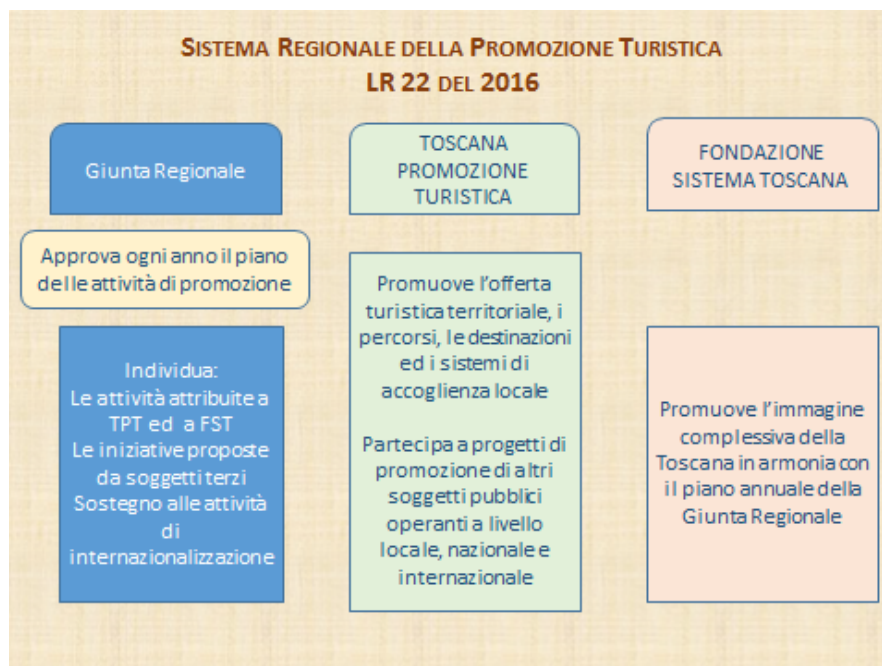 SISTEMA REGIONALE DELLA PROMOZIONE TURISTICA
LR 22 DEL 2016
Giunta Regionale
Approva ogni anno il piano
delle attività di promozione
Individua:
Le attività attribuite a
TPT ed a FST
Le iniziative proposte
da soggetti terzi
Sostegno alle attività
di
internazionalizzazione
TOSCANA
PROMOZIONE
TURISTICA
Promuove l'offerta
turistica territoriale, i
percorsi, le destinazioni
ed i sistemi di
accoglienza locale
Partecipa a progetti di
promozione di altri
soggetti pubblici
operanti a livello
locale, nazionale e
internazionale
FONDAZIONE
SISTEMA TOSCANA
Promuove l'immagine
complessiva della
Toscana in armonia con
il piano annuale della
Giunta Regionale